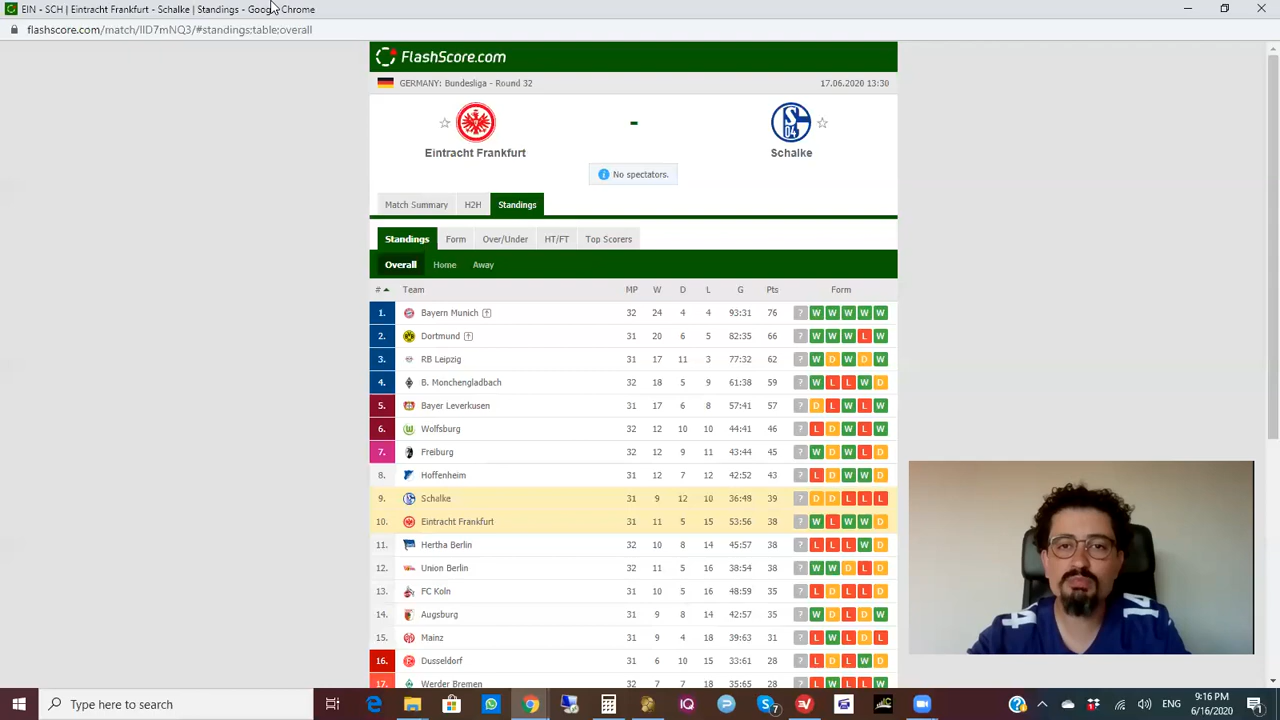 EIN - SCH | Eintracht Frankfurt - Schalke | Standings - Google Chrome
flashscore.com/match/IID7mNQ3/#standings;table;overall
FlashScore.com
GERMANY: Bundesliga - Round 32 17.06.2020 13:30
-
Eintracht Frankfurt Schalke
No spectators.
Match Summary H2H Standings
Standings Form Over/Under HT/FT Top Scorers
Overall Home Away
# Team MP W D L G Pts Form
1. Bayern Munich 32 24 4 4 93:31 76 ? W W W W W
2. Dortmund 31 20 6 5 82:35 66 ? W W W L W
3. RB Leipzig 31 17 11 3 77:32 62 ? W D W D W
4. B. Monchengladbach 32 18 5 9 61:38 59 ? W L L W D
5. Bayer Leverkusen 31 17 6 8 57:41 57 ? D L W L W
6. Wolfsburg 32 12 10 10 44:41 46 ? L D W L W
7. Freiburg 32 12 9 11 43:44 45 ? W D W L D
8. Hoffenheim 31 12 7 12 42:52 43 ? L D W W D
9. Schalke 31 9 12 10 36:48 39 ? D D L L L
10. Eintracht Frankfurt 31 11 5 15 53:56 38 ? W L W W D
11. Hertha Berlin 32 10 8 14 45:57 38 ? L L L W D
12. Union Berlin 32 11 5 16 38:54 38 ? W W D L D
13. FC Koln 31 10 5 16 48:59 35 ? L D L L D
14. Augsburg 31 9 8 14 42:57 35 ? W D L D W
15. Mainz 31 9 4 18 39:63 31 ? L W L D L
16. Dusseldorf 31 6 10 15 33:61 28 ? L D L W D
17. Werder Bremen 32 7 7 18 35:65 28 ? L W L L W
Type here to search
9:16 PM
6/16/2020